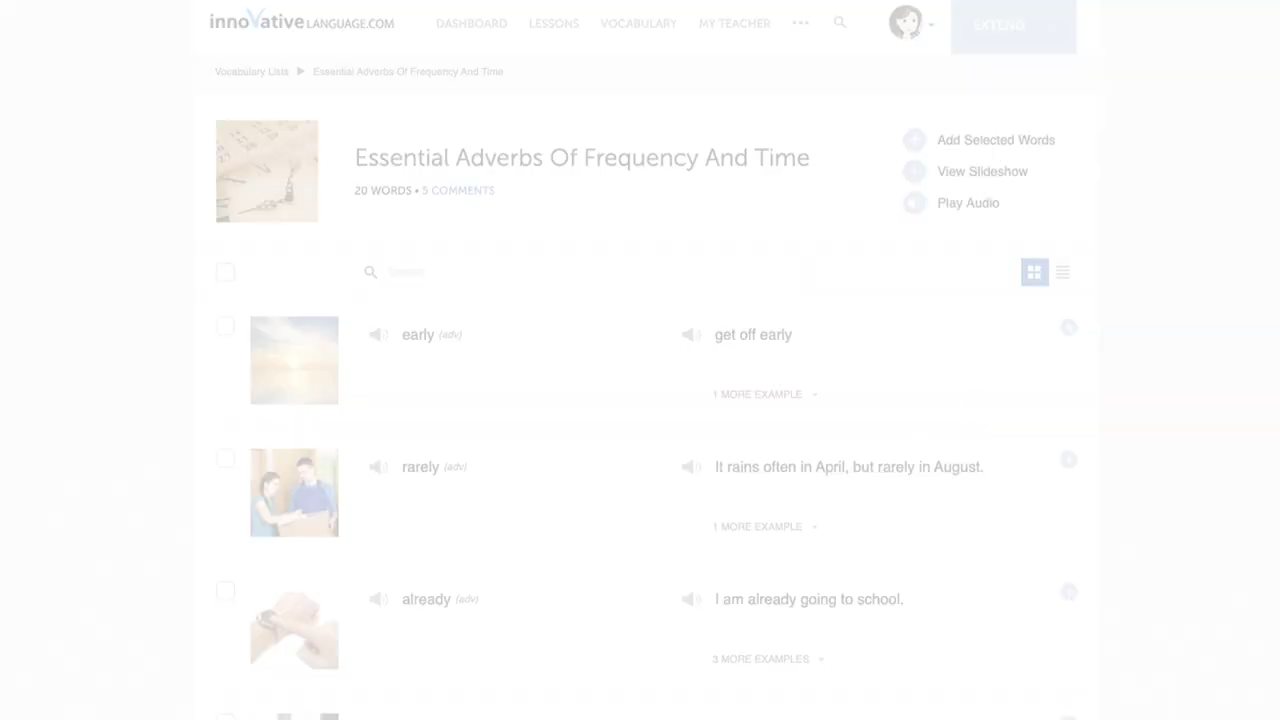 innoVative LANGUAGE.COM DASHBOARD LESSONS VOCABULARY MY TEACHER ••• EXTEND
Vocabulary Lists ▶ Essential Adverbs Of Frequency And Time
Essential Adverbs Of Frequency And Time
20 WORDS • 5 COMMENTS
Add Selected Words
View Slideshow
Play Audio
Search
early (adv) get off early
1 MORE EXAMPLE
rarely (adv) It rains often in April, but rarely in August.
1 MORE EXAMPLE
already (adv) I am already going to school.
3 MORE EXAMPLES